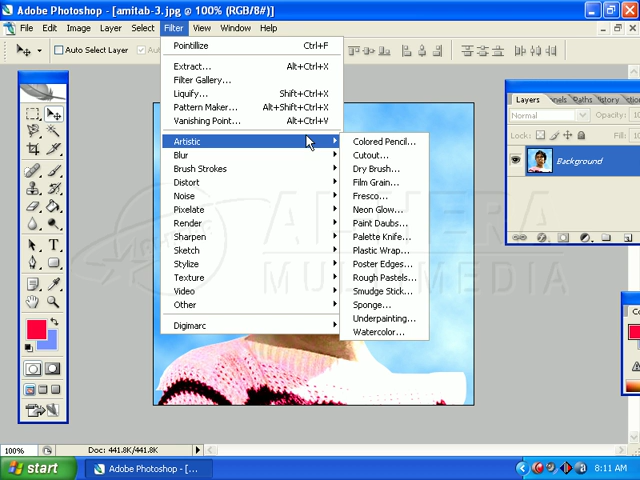 Adobe Photoshop - [amitab-3.jpg @ 100% (RGB/8#)]
File Edit Image Layer Select Filter View Window Help
Auto Select Layer
Pointillize Ctrl+F
Extract... Alt+Ctrl+X
Filter Gallery...
Liquify... Shift+Ctrl+X
Pattern Maker... Alt+Shift+Ctrl+X
Vanishing Point... Alt+Ctrl+V
Artistic
Blur
Brush Strokes
Distort
Noise
Pixelate
Render
Sharpen
Sketch
Stylize
Texture
Video
Other
Digimarc
Colored Pencil...
Cutout...
Dry Brush...
Film Grain...
Fresco...
Neon Glow...
Paint Daubs...
Palette Knife...
Plastic Wrap...
Poster Edges...
Rough Pastels...
Smudge Stick...
Sponge...
Underpainting...
Watercolor...
Layers Paths History
Normal Opacity
Lock: Fill
Background
MULTIMEDIA
100% Doc: 441.8K/441.8K
start Adobe Photoshop - [... 8:11 AM